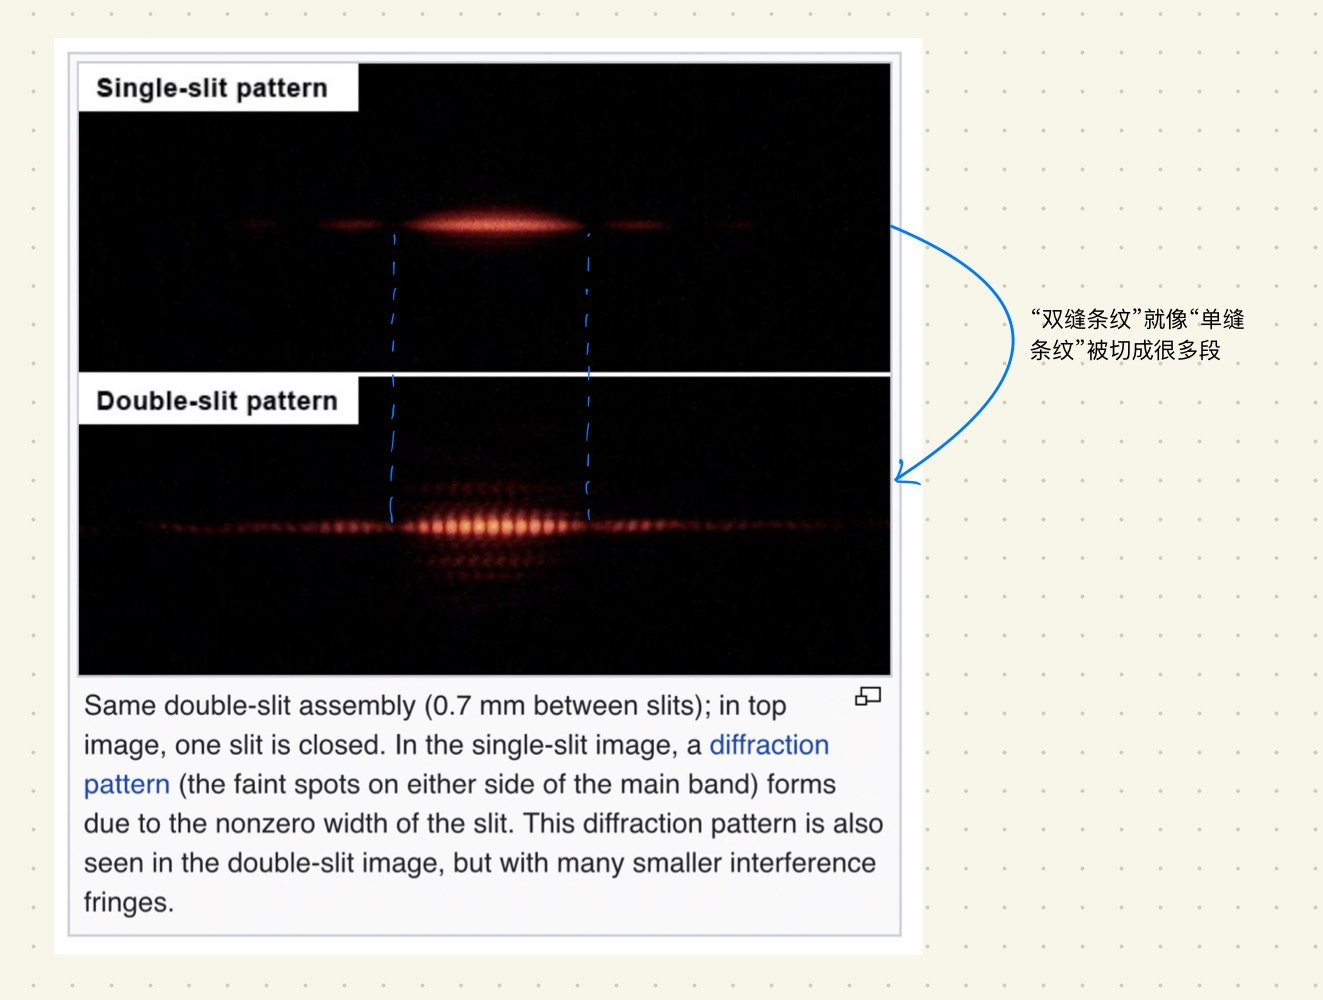 Single-slit pattern
“双缝条纹”就像“单缝
条纹”被切成很多段
Double-slit pattern
Same double-slit assembly (0.7 mm between slits); in top
image, one slit is closed. In the single-slit image, a diffraction
pattern (the faint spots on either side of the main band) forms
due to the nonzero width of the slit. This diffraction pattern is also
seen in the double-slit image, but with many smaller interference
fringes.